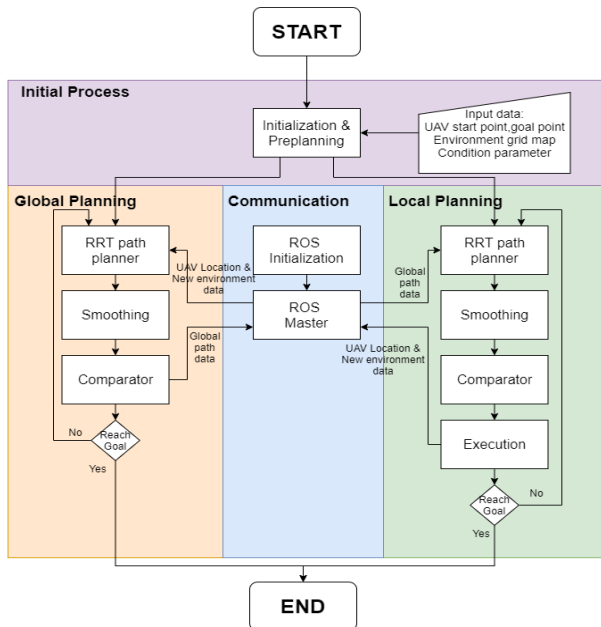 START
Initial Process
Initialization &
Preplanning
Input data:
UAV start point,goal point
Environment grid map
Condition parameter
Global Planning
RRT path
planner
Smoothing
Comparator
Reach
Goal
No
Yes
Communication
ROS
Initialization
ROS
Master
UAV Location &
New environment
data
Global
path
data
Local Planning
RRT path
planner
Global
path
data
Smoothing
UAV Location &
New environment
data
Comparator
Execution
Reach
Goal
No
Yes
END